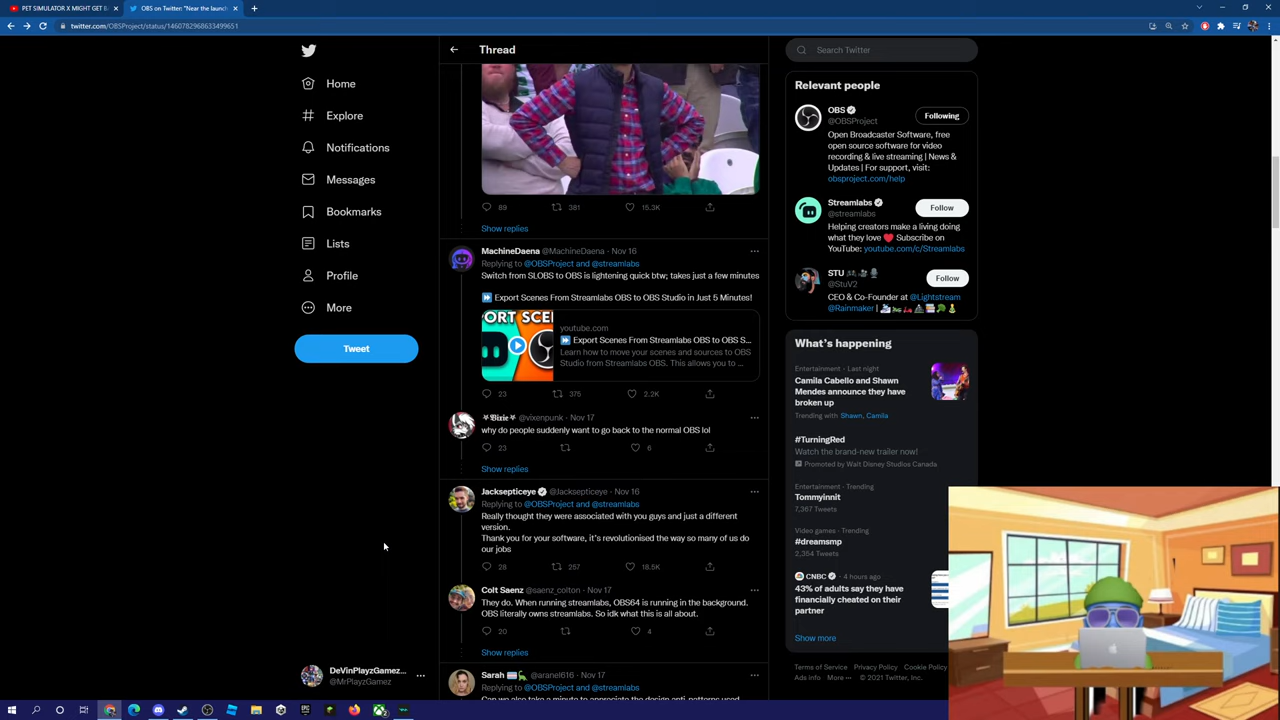 PET SIMULATOR X MIGHT GET B
OBS on Twitter: "Near the launch
twitter.com/OBSProject/status/1460782968633499651
Home
Explore
Notifications
Messages
Bookmarks
Lists
Profile
More
Tweet
DeVinPlayzGamez...
@MrPlayzGamez
Thread
89
381
15.3K
Show replies
MachineDaena @MachineDaena · Nov 16
Replying to @OBSProject and @streamlabs
Switch from SLOBS to OBS is lightening quick btw; takes just a few minutes
Export Scenes From Streamlabs OBS to OBS Studio in Just 5 Minutes!
ORT SCEN
youtube.com
Export Scenes From Streamlabs OBS to OBS S...
Learn how to move your scenes and sources to OBS
Studio from Streamlabs OBS. This allows you to ...
23
375
2.2K
𝕭𝖎𝖝𝖎𝖊 @vixenpunk · Nov 17
why do people suddenly want to go back to the normal OBS lol
23
6
Show replies
Jacksepticeye @Jacksepticeye · Nov 16
Replying to @OBSProject and @streamlabs
Really thought they were associated with you guys and just a different
version.
Thank you for your software, it's revolutionised the way so many of us do
our jobs
28
257
18.5K
Colt Saenz @saenz_colton · Nov 17
They do. When running streamlabs, OBS64 is running in the background.
OBS literally owns streamlabs. So idk what this is all about.
20
4
Show replies
Sarah @aranel616 · Nov 17
Replying to @OBSProject and @streamlabs
Can we also take a minute to appreciate the design anti-patterns used
Search Twitter
Relevant people
OBS
@OBSProject
Following
Open Broadcaster Software, free
open source software for video
recording & live streaming | News &
Updates | For support, visit:
obsproject.com/help
Streamlabs
@streamlabs
Follow
Helping creators make a living doing
what they love ❤️ Subscribe on
YouTube: youtube.com/c/Streamlabs
STU
@StuV2
Follow
CEO & Co-Founder at @Lightstream
@Rainmaker |
What's happening
Entertainment · Last night
Camila Cabello and Shawn
Mendes announce they have
broken up
Trending with Shawn, Camila
#TurningRed
Watch the brand-new trailer now!
Promoted by Walt Disney Studios Canada
Entertainment · Trending
Tommyinnit
7,367 Tweets
Video games · Trending
#dreamsmp
2,354 Tweets
CNBC · 4 hours ago
43% of adults say they have
financially cheated on their
partner
Show more
Terms of Service Privacy Policy Cookie Policy
Ads info More ··· © 2021 Twitter, Inc.